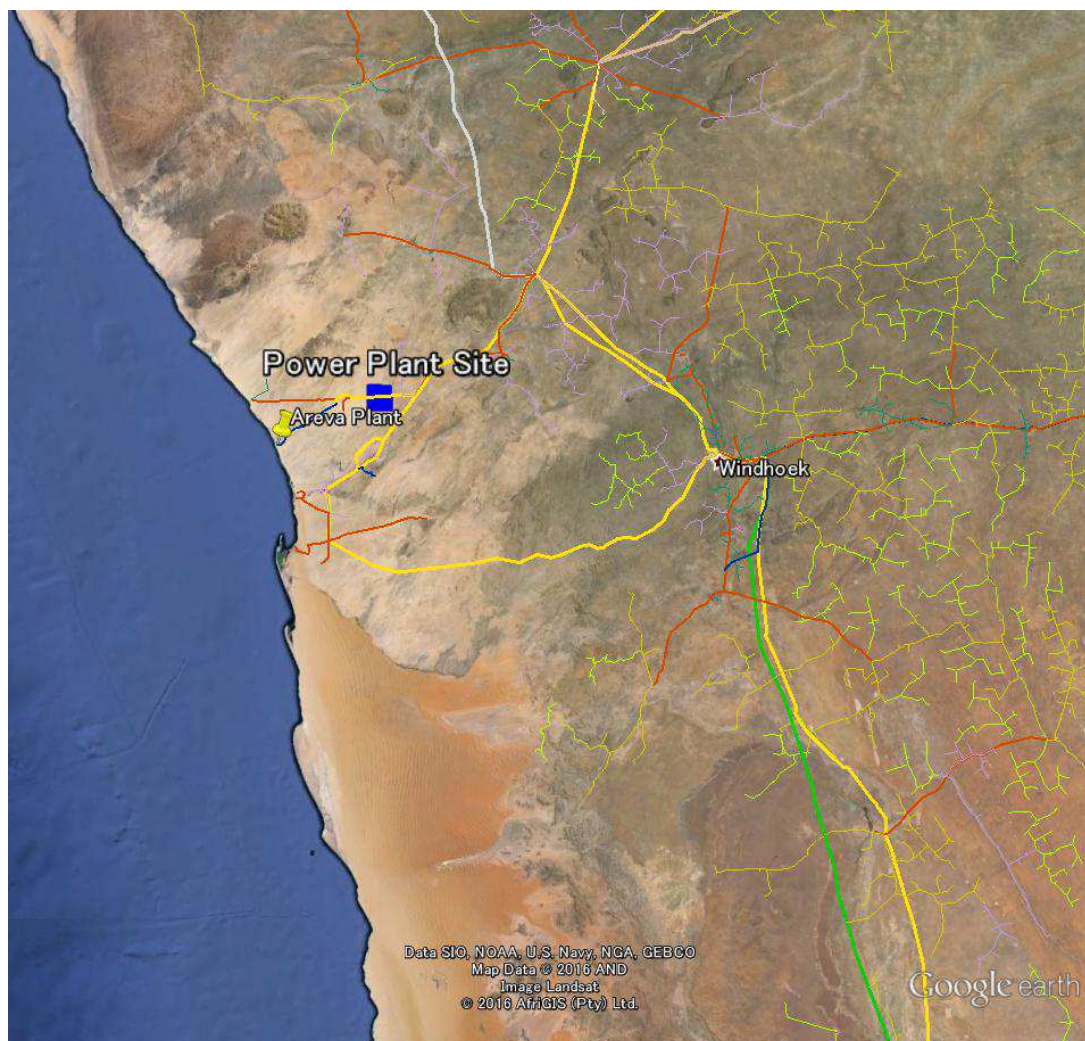 Power Plant Site
Areva Plant
Windhoek
Data SIO, NOAA, U.S. Navy, NGA, GEBCO
Map Data © 2016 AND
Image Landsat
© 2016 AfriGIS (Pty) Ltd.
Google earth